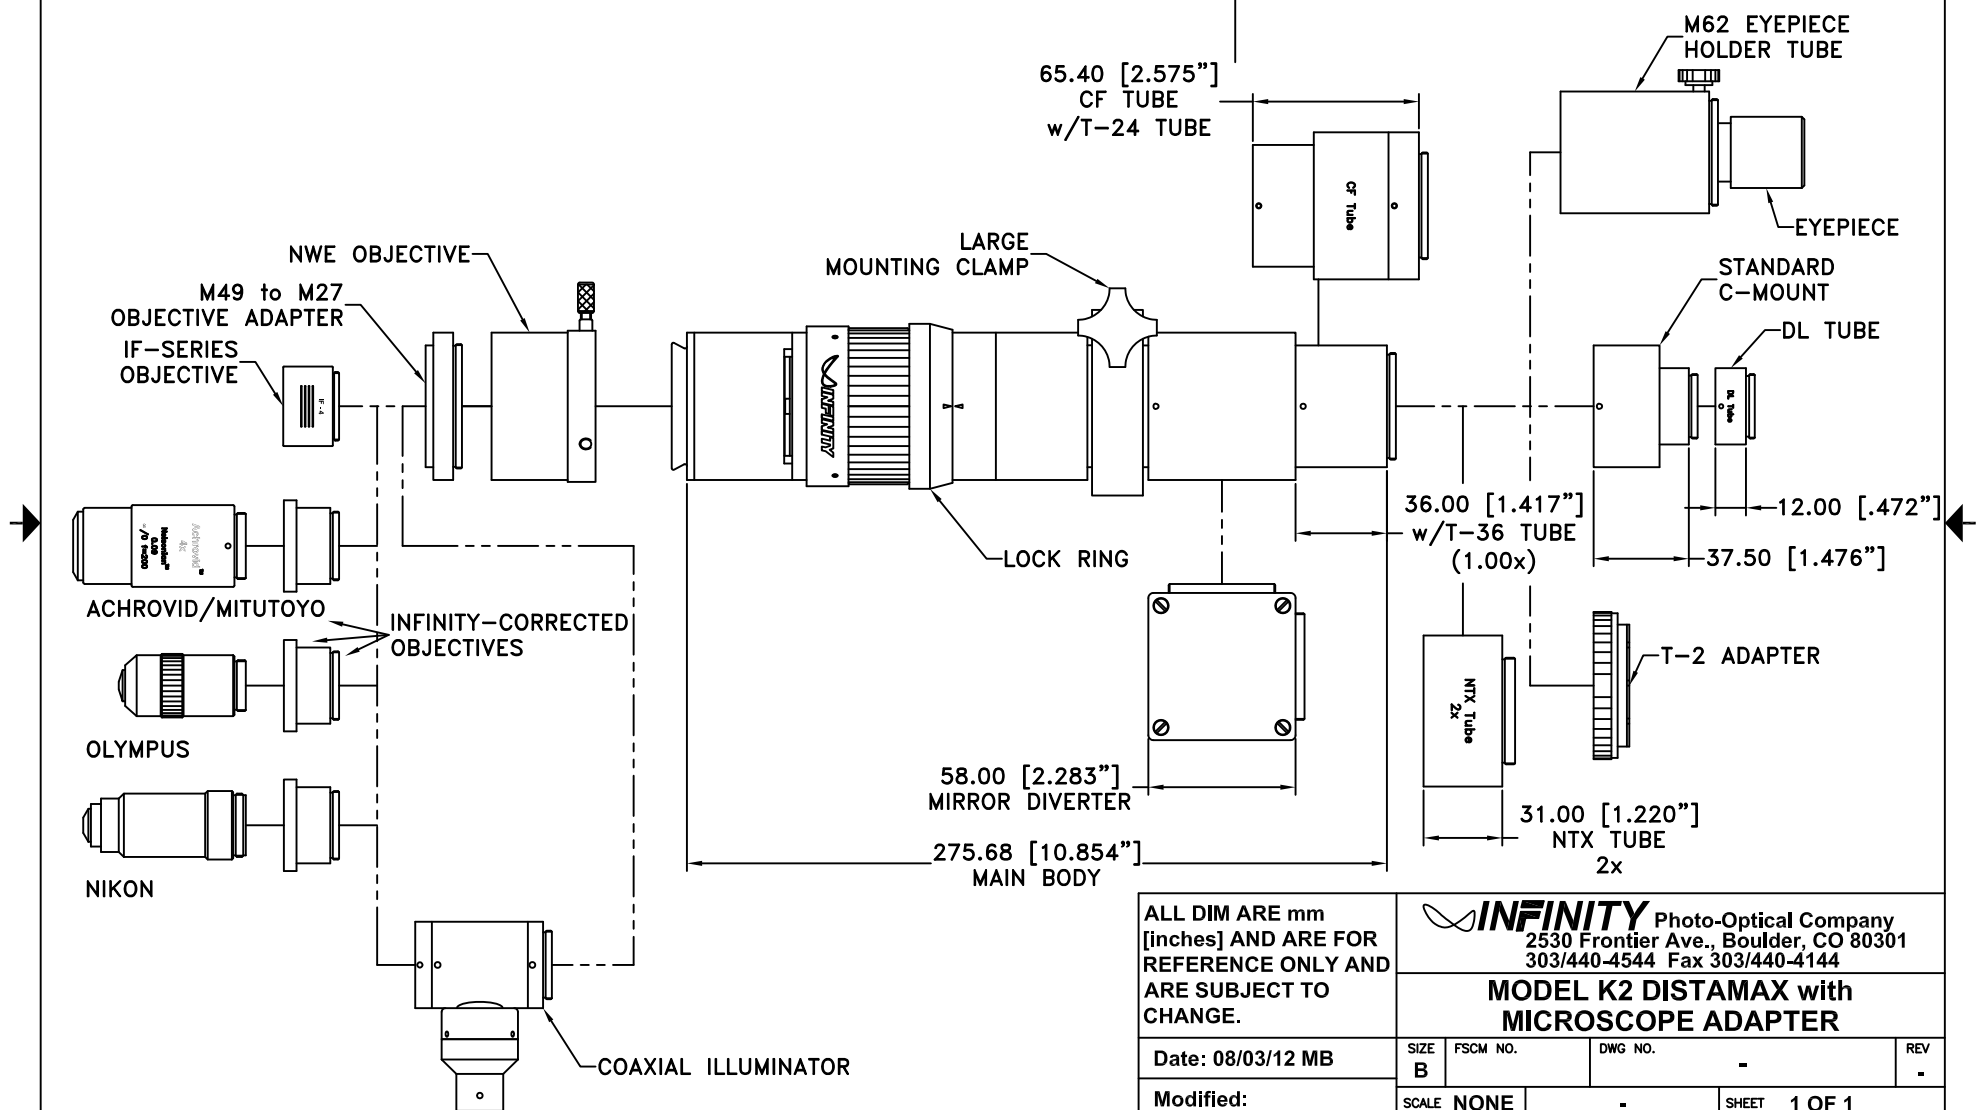 M62 EYEPIECE
HOLDER TUBE
65.40 [2.575"]
CF TUBE
w/T-24 TUBE
CF Tube
EYEPIECE
LARGE
MOUNTING CLAMP
NWE OBJECTIVE
STANDARD
C-MOUNT
M49 to M27
OBJECTIVE ADAPTER
DL TUBE
IF-SERIES
OBJECTIVE
IF-4
INFINITY
DL Tube
36.00 [1.417"]
w/T-36 TUBE
(1.00x)
12.00 [.472"]
37.50 [1.476"]
LOCK RING
Achrovid
4x
0.09
f=200
ACHROVID/MITUTOYO
INFINITY-CORRECTED
OBJECTIVES
T-2 ADAPTER
NTX Tube
2x
OLYMPUS
58.00 [2.283"]
MIRROR DIVERTER
31.00 [1.220"]
NTX TUBE
2x
275.68 [10.854"]
MAIN BODY
NIKON
COAXIAL ILLUMINATOR
ALL DIM ARE mm
[inches] AND ARE FOR
REFERENCE ONLY AND
ARE SUBJECT TO
CHANGE.
INFINITY Photo-Optical Company
2530 Frontier Ave., Boulder, CO 80301
303/440-4544 Fax 303/440-4144
MODEL K2 DISTAMAX with
MICROSCOPE ADAPTER
Date: 08/03/12 MB
SIZE
B
FSCM NO.
DWG NO.
-
REV
-
Modified:
SCALE NONE
-
SHEET 1 OF 1